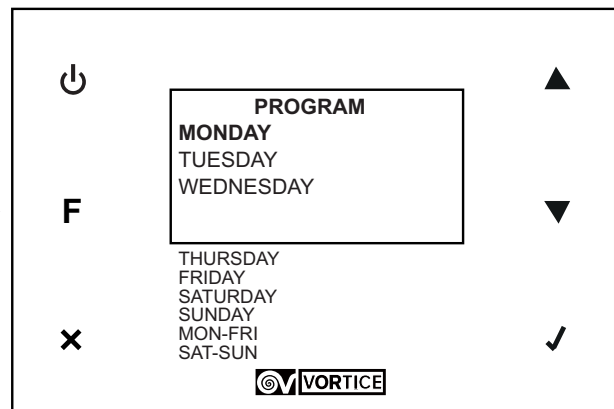 PROGRAM
MONDAY
TUESDAY
WEDNESDAY
F
THURSDAY
FRIDAY
SATURDAY
SUNDAY
MON-FRI
SAT-SUN
VORTICE